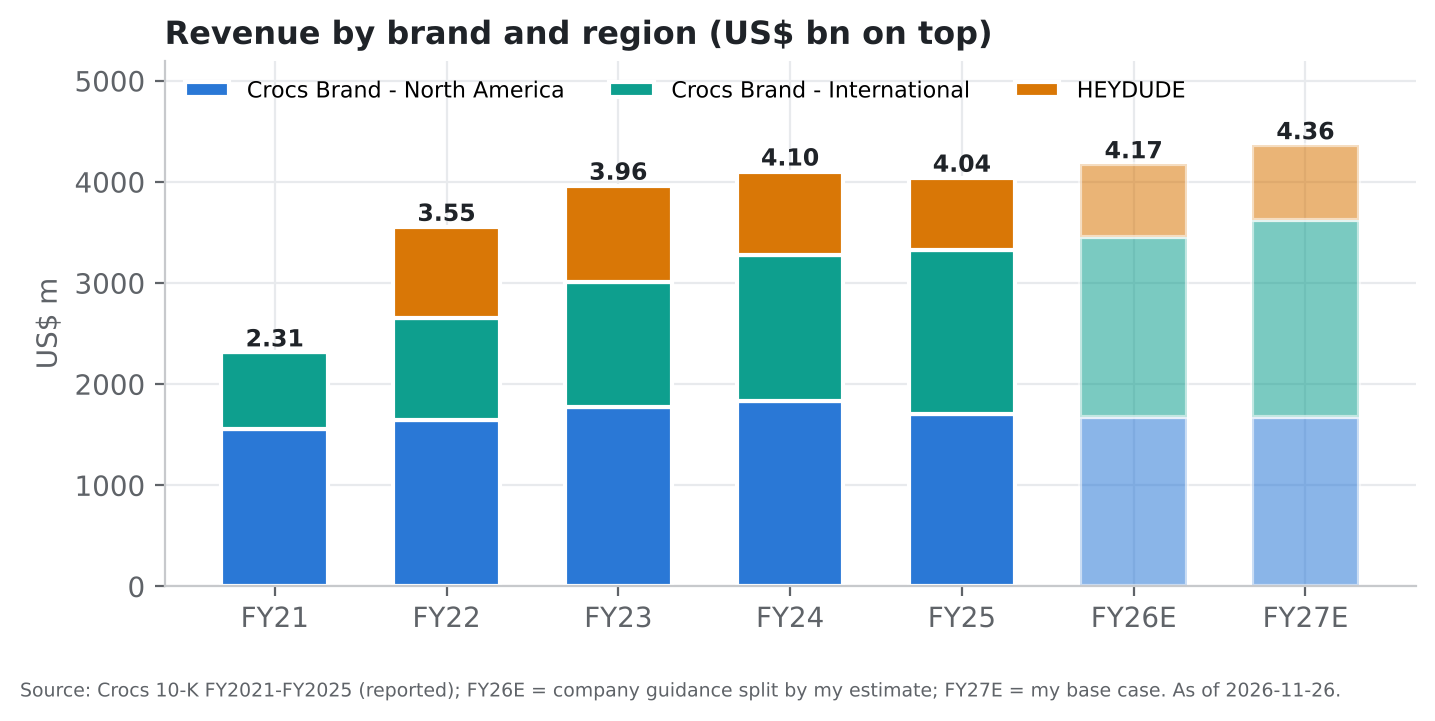 Revenue by brand and region (US$ bn on top)
Crocs Brand - North America Crocs Brand - International HEYDUDE
US$ m
5000
4000
3000
2000
1000
0
2.31 3.55 3.96 4.10 4.04 4.17 4.36
FY21 FY22 FY23 FY24 FY25 FY26E FY27E
Source: Crocs 10-K FY2021-FY2025 (reported); FY26E = company guidance split by my estimate; FY27E = my base case. As of 2026-11-26.